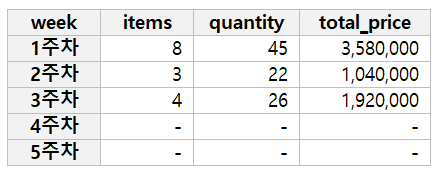 week items quantity total_price
1주차 8 45 3,580,000
2주차 3 22 1,040,000
3주차 4 26 1,920,000
4주차 - - -
5주차 - - -